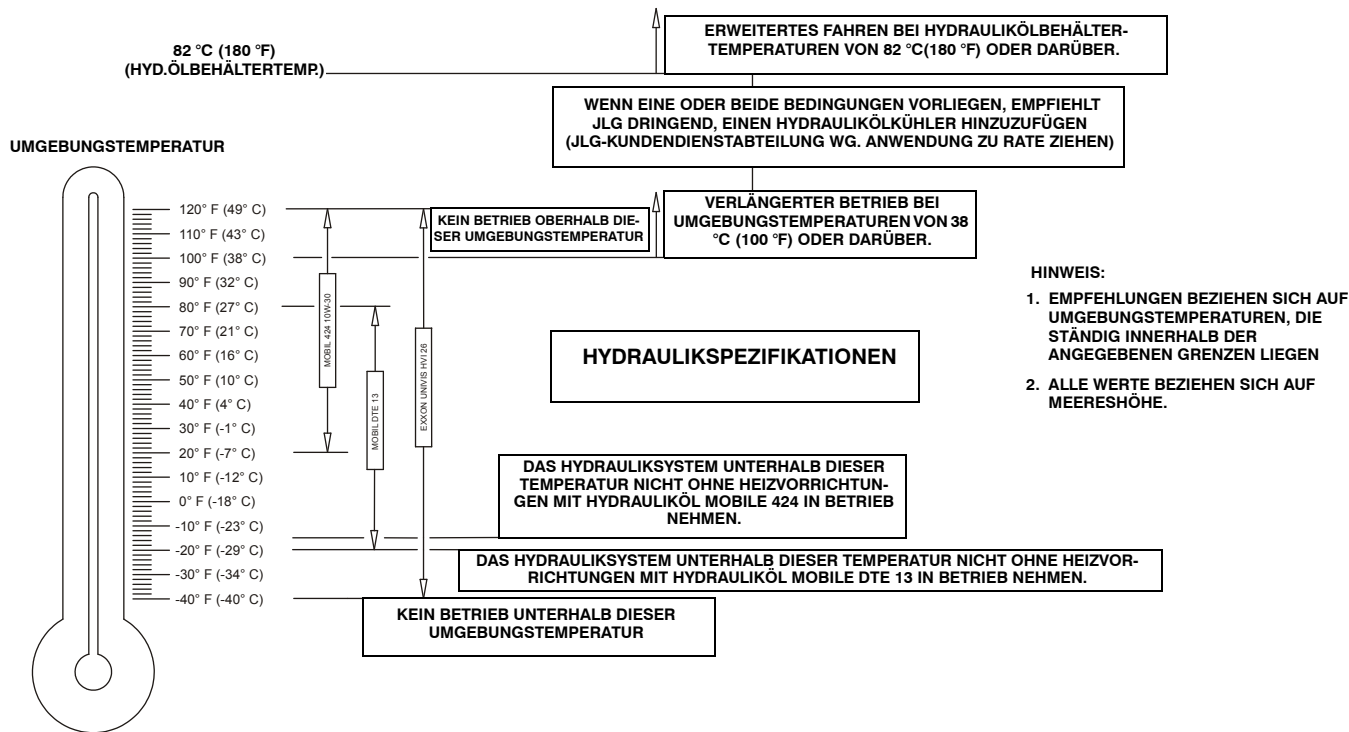 82 °C (180 °F)
(HYD.ÖLBEHÄLTERTEMP.)
ERWEITERTES FAHREN BEI HYDRAULIKÖLBEHÄLTER-
TEMPERATUREN VON 82 °C(180 °F) ODER DARÜBER.
WENN EINE ODER BEIDE BEDINGUNGEN VORLIEGEN, EMPFIEHLT
JLG DRINGEND, EINEN HYDRAULIKÖLKÜHLER HINZUZUFÜGEN
(JLG-KUNDENDIENSTABTEILUNG WG. ANWENDUNG ZU RATE ZIEHEN)
UMGEBUNGSTEMPERATUR
120° F (49° C)
110° F (43° C)
100° F (38° C)
90° F (32° C)
80° F (27° C)
70° F (21° C)
60° F (16° C)
50° F (10° C)
40° F (4° C)
30° F (-1° C)
20° F (-7° C)
10° F (-12° C)
0° F (-18° C)
-10° F (-23° C)
-20° F (-29° C)
-30° F (-34° C)
-40° F (-40° C)
MOBIL 424 10W-30
MOBIL DTE 13
EXXON UNIVIS HVI 26
KEIN BETRIEB OBERHALB DIE-
SER UMGEBUNGSTEMPERATUR
VERLÄNGERTER BETRIEB BEI
UMGEBUNGSTEMPERATUREN VON 38
°C (100 °F) ODER DARÜBER.
HYDRAULIKSPEZIFIKATIONEN
HINWEIS:
1. EMPFEHLUNGEN BEZIEHEN SICH AUF
UMGEBUNGSTEMPERATUREN, DIE
STÄNDIG INNERHALB DER
ANGEGEBENEN GRENZEN LIEGEN
2. ALLE WERTE BEZIEHEN SICH AUF
MEERESHÖHE.
DAS HYDRAULIKSYSTEM UNTERHALB DIESER
TEMPERATUR NICHT OHNE HEIZVORRICHTUN-
GEN MIT HYDRAULIKÖL MOBILE 424 IN BETRIEB
NEHMEN.
DAS HYDRAULIKSYSTEM UNTERHALB DIESER TEMPERATUR NICHT OHNE HEIZVOR-
RICHTUNGEN MIT HYDRAULIKÖL MOBILE DTE 13 IN BETRIEB NEHMEN.
KEIN BETRIEB UNTERHALB DIESER
UMGEBUNGSTEMPERATUR